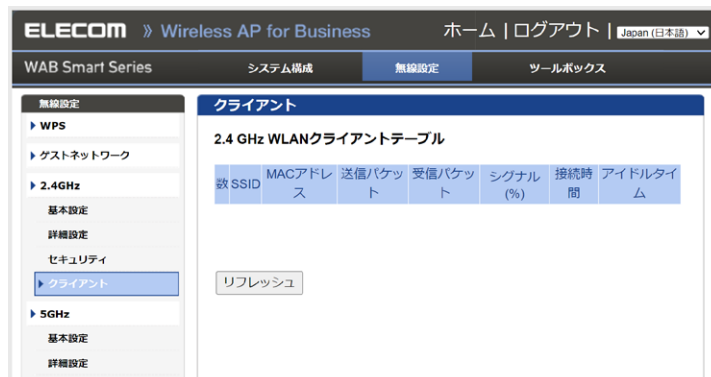 ELECOM » Wireless AP for Business ホーム | ログアウト | Japan (日本語)
WAB Smart Series システム構成 無線設定 ツールボックス
無線設定
WPS
ゲストネットワーク
2.4GHz
基本設定
詳細設定
セキュリティ
クライアント
5GHz
基本設定
詳細設定
クライアント
2.4 GHz WLANクライアントテーブル
数 SSID MACアドレス 送信パケット 受信パケット シグナル(%) 接続時間 アイドルタイム
リフレッシュ